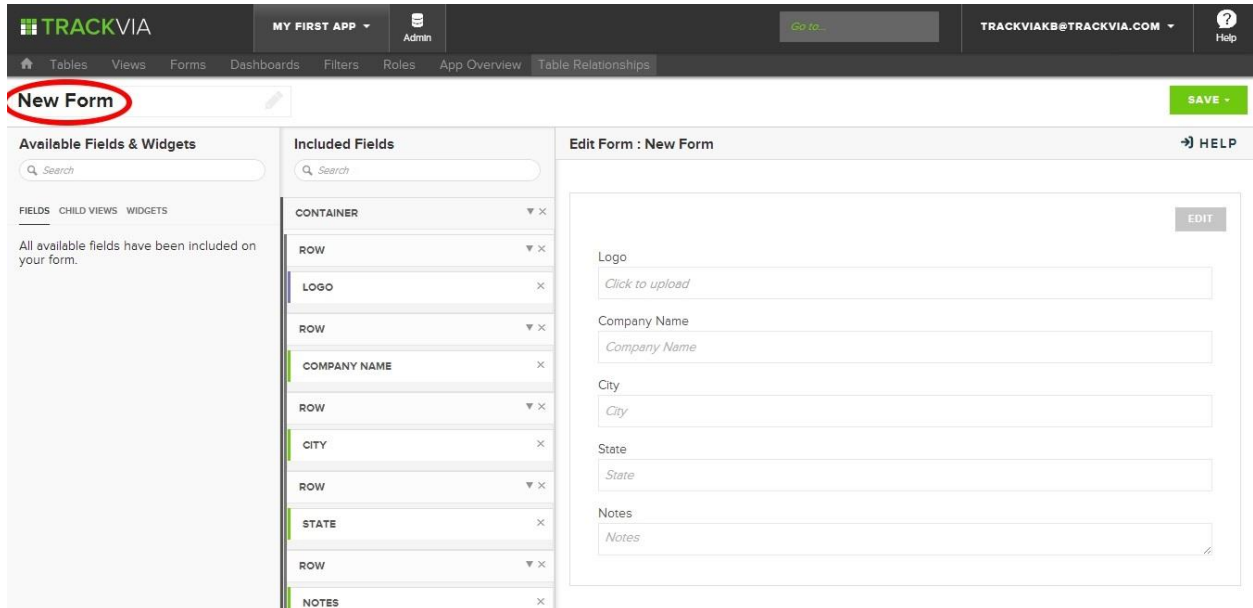 TRACKVIA
MY FIRST APP
Admin
Go to...
TRACKVIAKB@TRACKVIA.COM
Help
Tables Views Forms Dashboards Filters Roles App Overview Table Relationships
New Form
SAVE
Available Fields & Widgets
Search
FIELDS CHILD VIEWS WIDGETS
All available fields have been included on
your form.
Included Fields
Search
CONTAINER
ROW
LOGO
ROW
COMPANY NAME
ROW
CITY
ROW
STATE
ROW
NOTES
Edit Form : New Form
HELP
EDIT
Logo
Click to upload
Company Name
Company Name
City
City
State
State
Notes
Notes